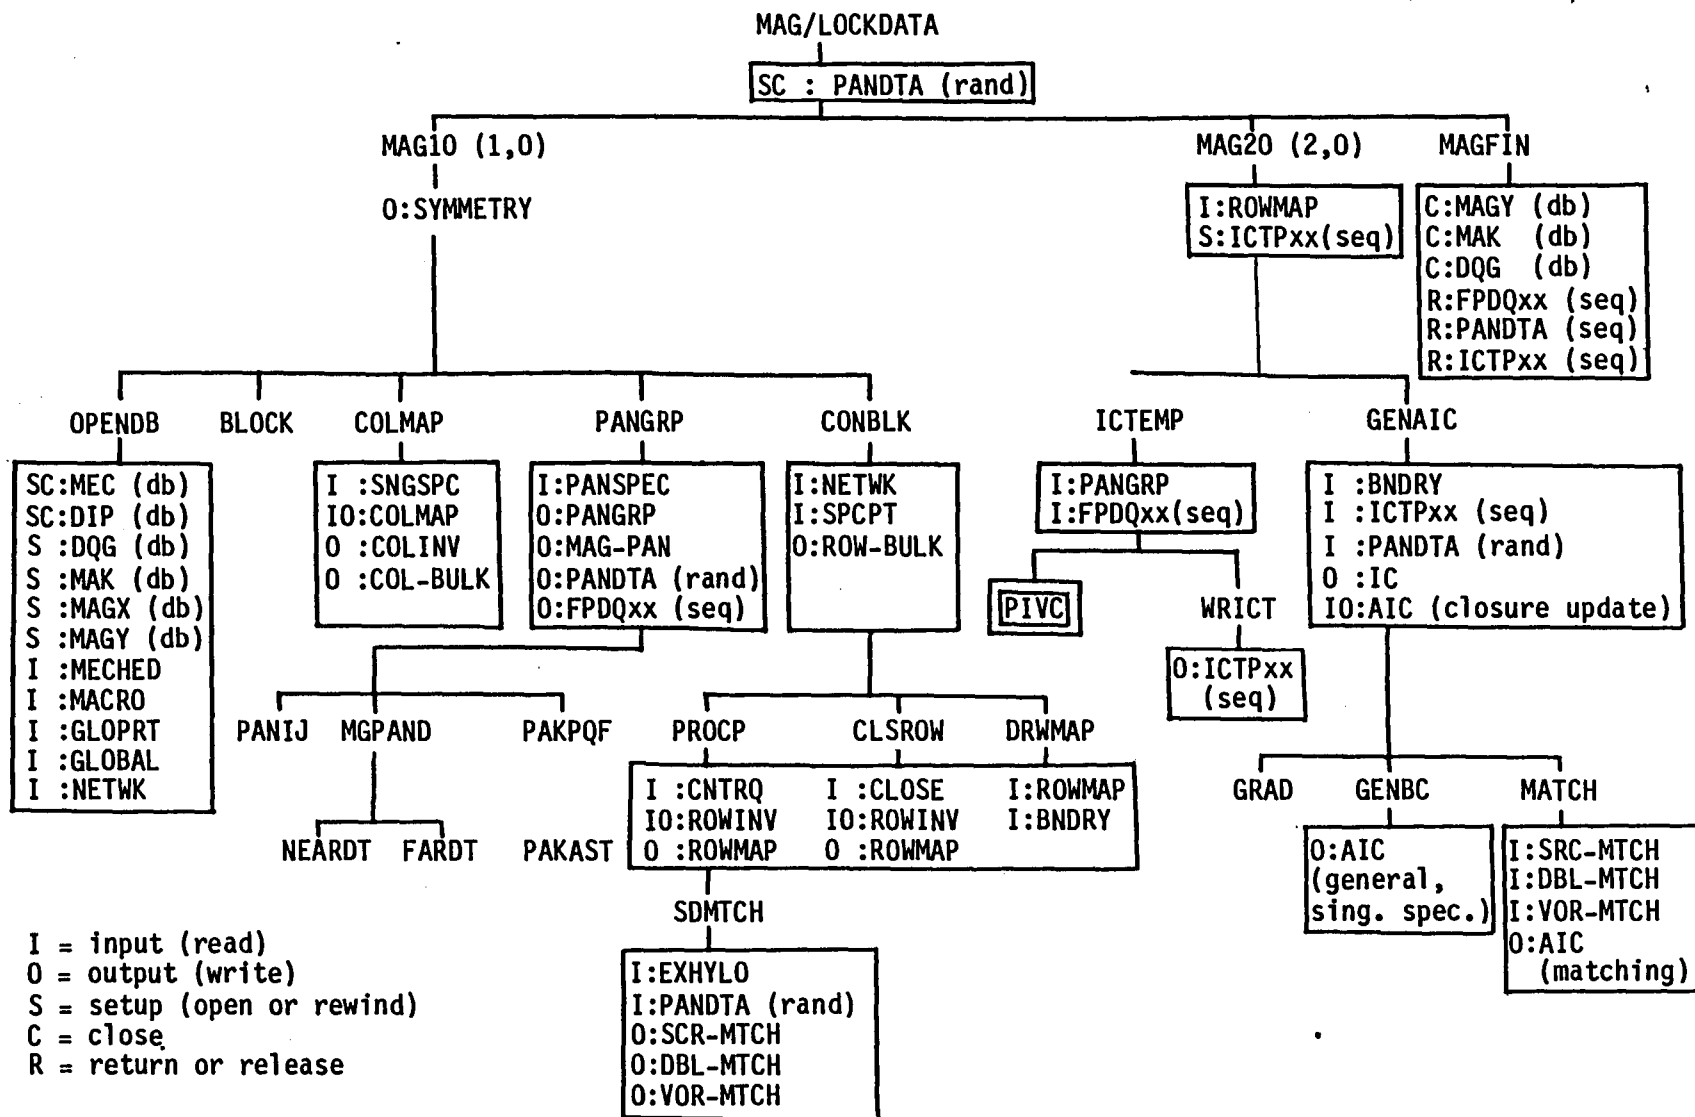 MAG/LOCKDATA
SC : PANDTA (rand)
MAG10 (1,0)
MAG20 (2,0)
MAGFIN
O:SYMMETRY
I:ROWMAP
S:ICTPxx(seq)
C:MAGY (db)
C:MAK (db)
C:DQG (db)
R:FPDQxx (seq)
R:PANDTA (seq)
R:ICTPxx (seq)
OPENDB
BLOCK
COLMAP
PANGRP
CONBLK
ICTEMP
GENAIC
SC:MEC (db)
SC:DIP (db)
S :DQG (db)
S :MAK (db)
S :MAGX (db)
S :MAGY (db)
I :MECHED
I :MACRO
I :GLOPRT
I :GLOBAL
I :NETWK
I :SNGSPC
IO:COLMAP
O :COLINV
O :COL-BULK
I:PANSPEC
O:PANGRP
O:MAG-PAN
O:PANDTA (rand)
O:FPDQxx (seq)
I:NETWK
I:SPCPT
O:ROW-BULK
I:PANGRP
I:FPDQxx(seq)
I :BNDRY
I :ICTPxx (seq)
I :PANDTA (rand)
O :IC
IO:AIC (closure update)
PIVC
WRICT
O:ICTPxx
(seq)
PANIJ
MGPAND
PAKPQF
PROCP
CLSROW
DRWMAP
I :CNTRQ
IO:ROWINV
O :ROWMAP
I :CLOSE
IO:ROWINV
O :ROWMAP
I:ROWMAP
I:BNDRY
GRAD
GENBC
MATCH
NEARDT
FARDT
PAKAST
O:AIC
(general,
sing. spec.)
I:SRC-MTCH
I:DBL-MTCH
I:VOR-MTCH
O:AIC
(matching)
SDMTCH
I:EXHYLO
I:PANDTA (rand)
O:SCR-MTCH
O:DBL-MTCH
O:VOR-MTCH
I = input (read)
O = output (write)
S = setup (open or rewind)
C = close
R = return or release